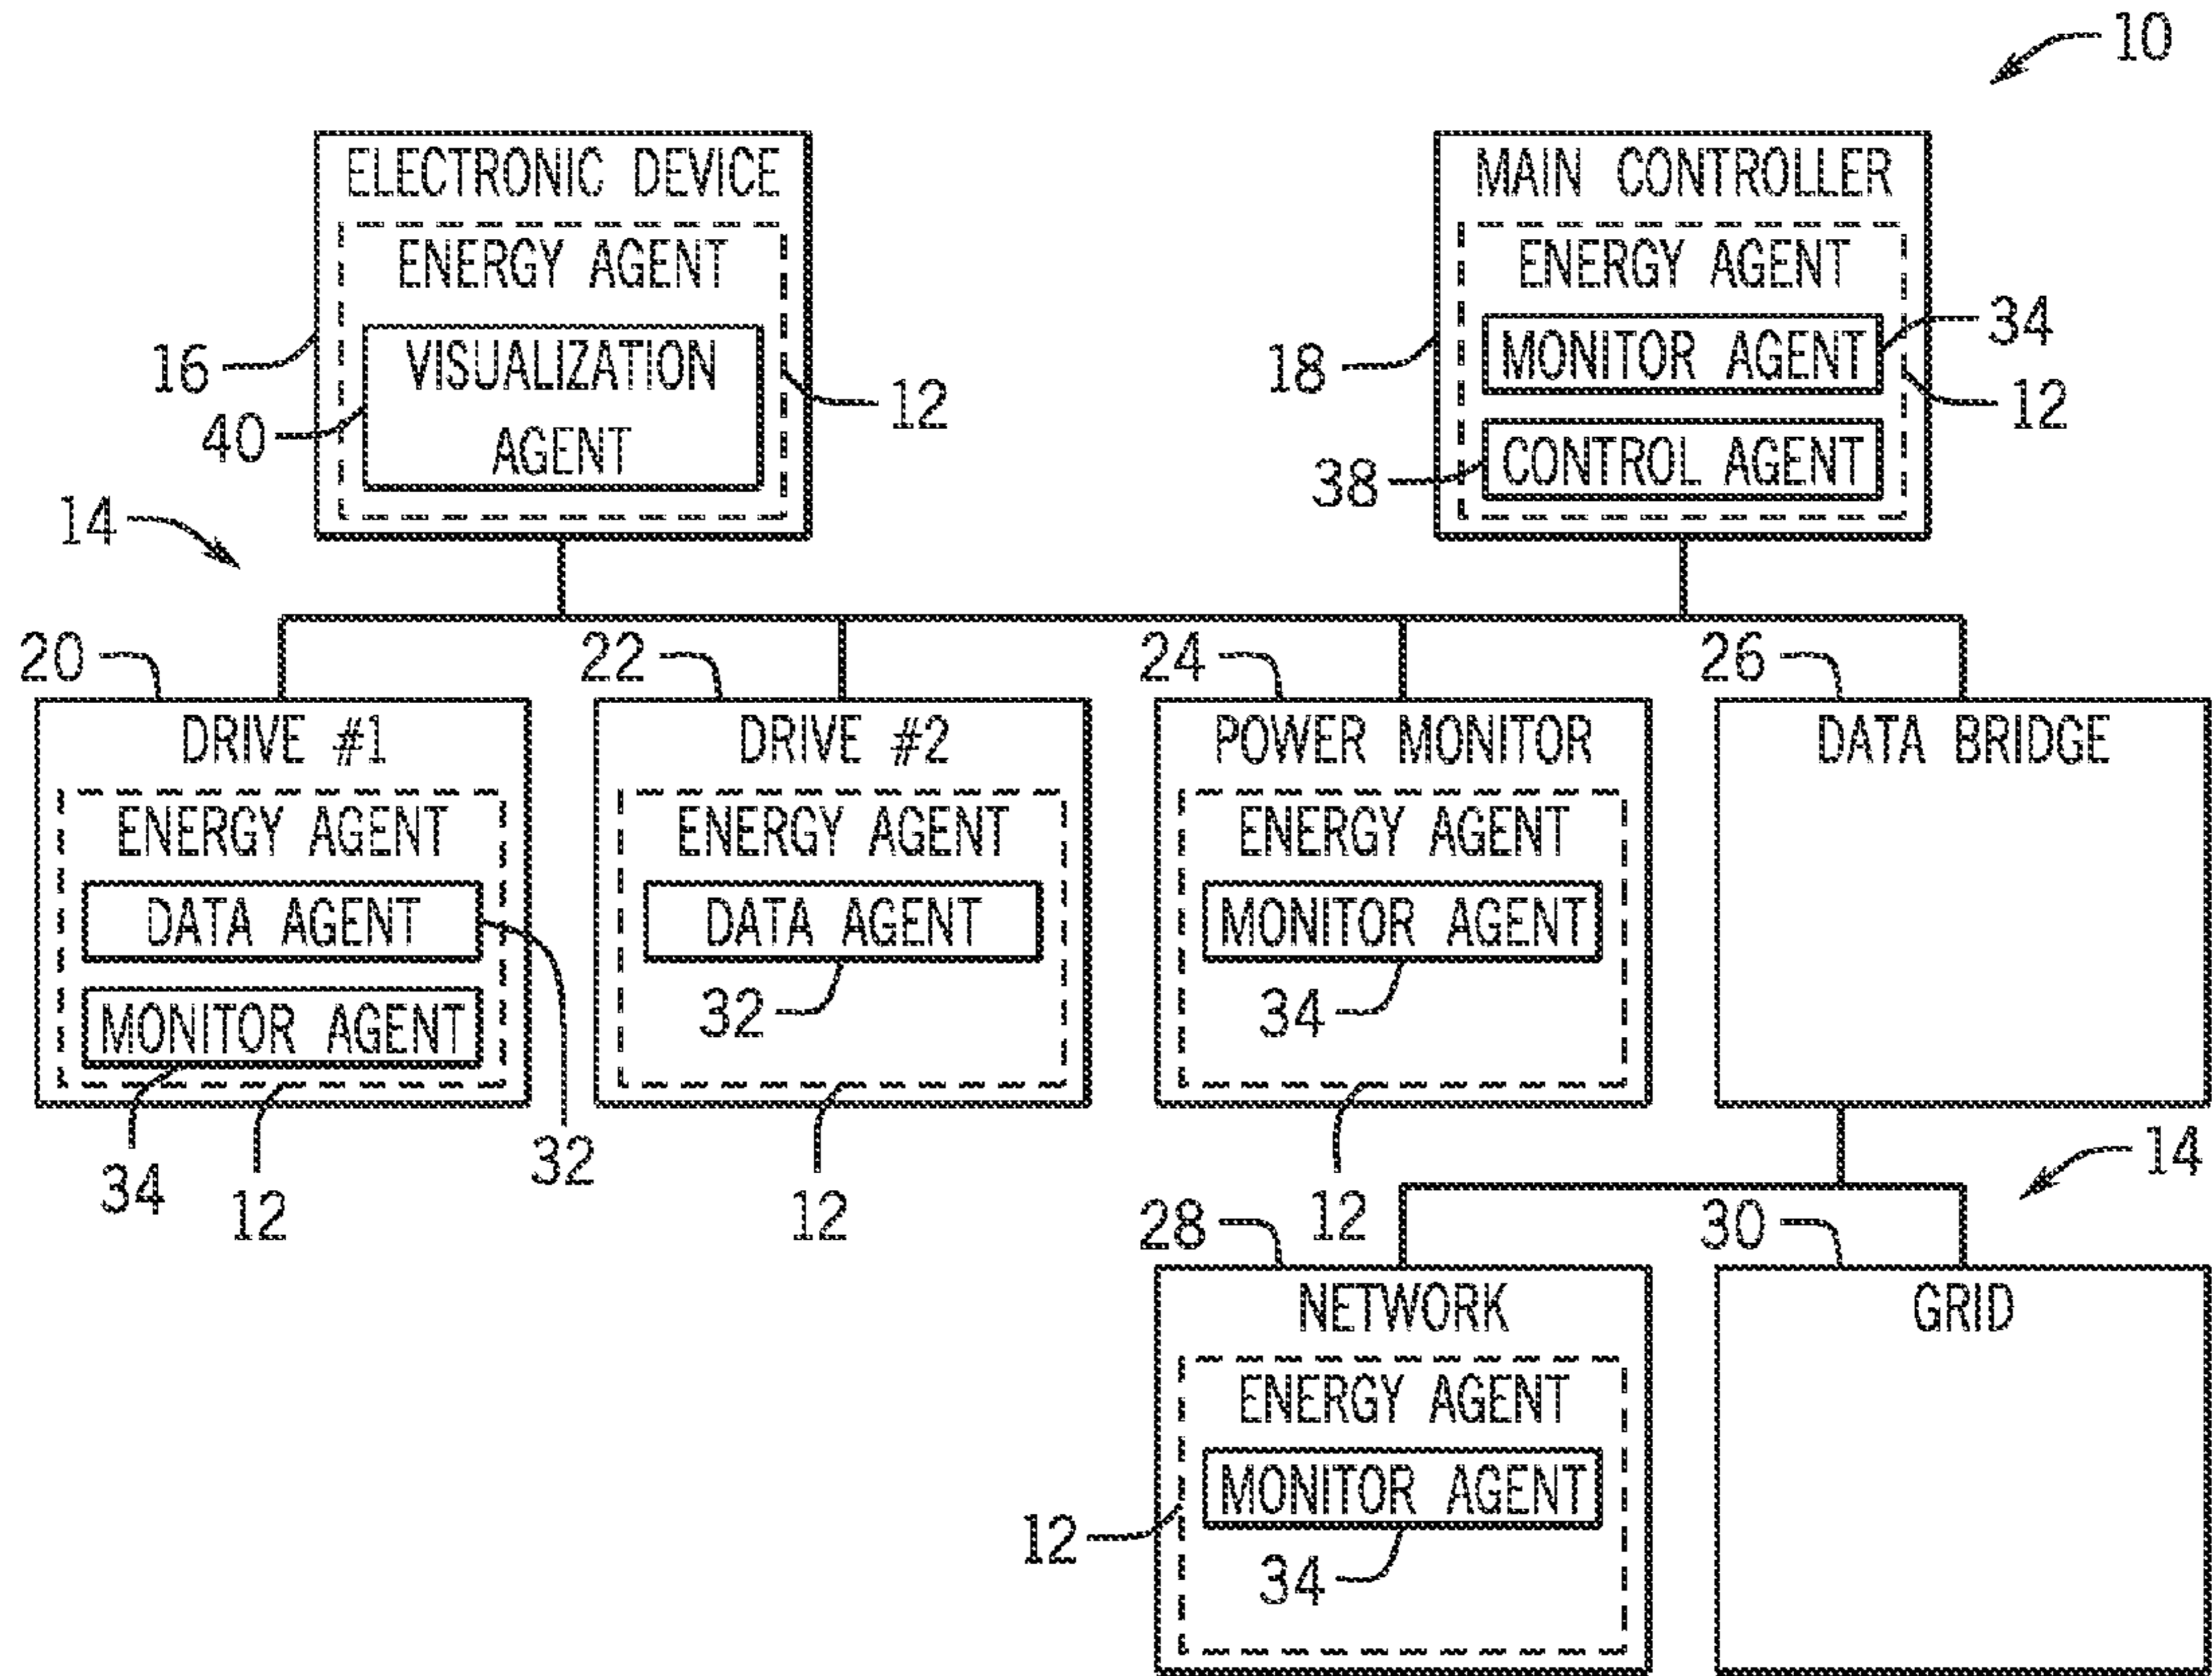 10
ELECTRONIC DEVICE
ENERGY AGENT
VISUALIZATION
AGENT
16
40
12
14
MAIN CONTROLLER
ENERGY AGENT
MONITOR AGENT
CONTROL AGENT
18
38
34
12
20
DRIVE #1
ENERGY AGENT
DATA AGENT
MONITOR AGENT
34
12
32
22
DRIVE #2
ENERGY AGENT
DATA AGENT
32
12
24
POWER MONITOR
ENERGY AGENT
MONITOR AGENT
34
12
26
DATA BRIDGE
14
28
NETWORK
ENERGY AGENT
MONITOR AGENT
12
34
30
GRID